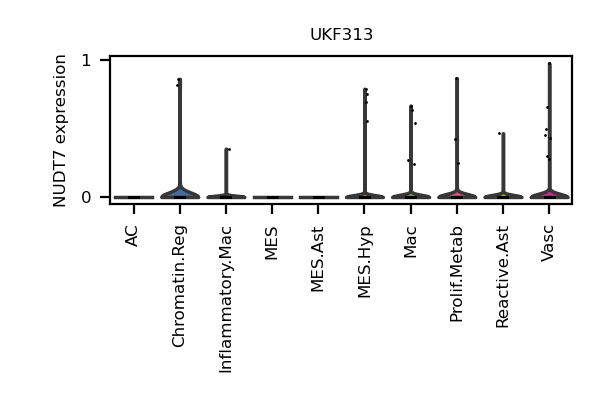 UKF313
NUDT7 expression
1
0
AC
Chromatin.Reg
Inflammatory.Mac
MES
MES.Ast
MES.Hyp
Mac
Prolif.Metab
Reactive.Ast
Vasc